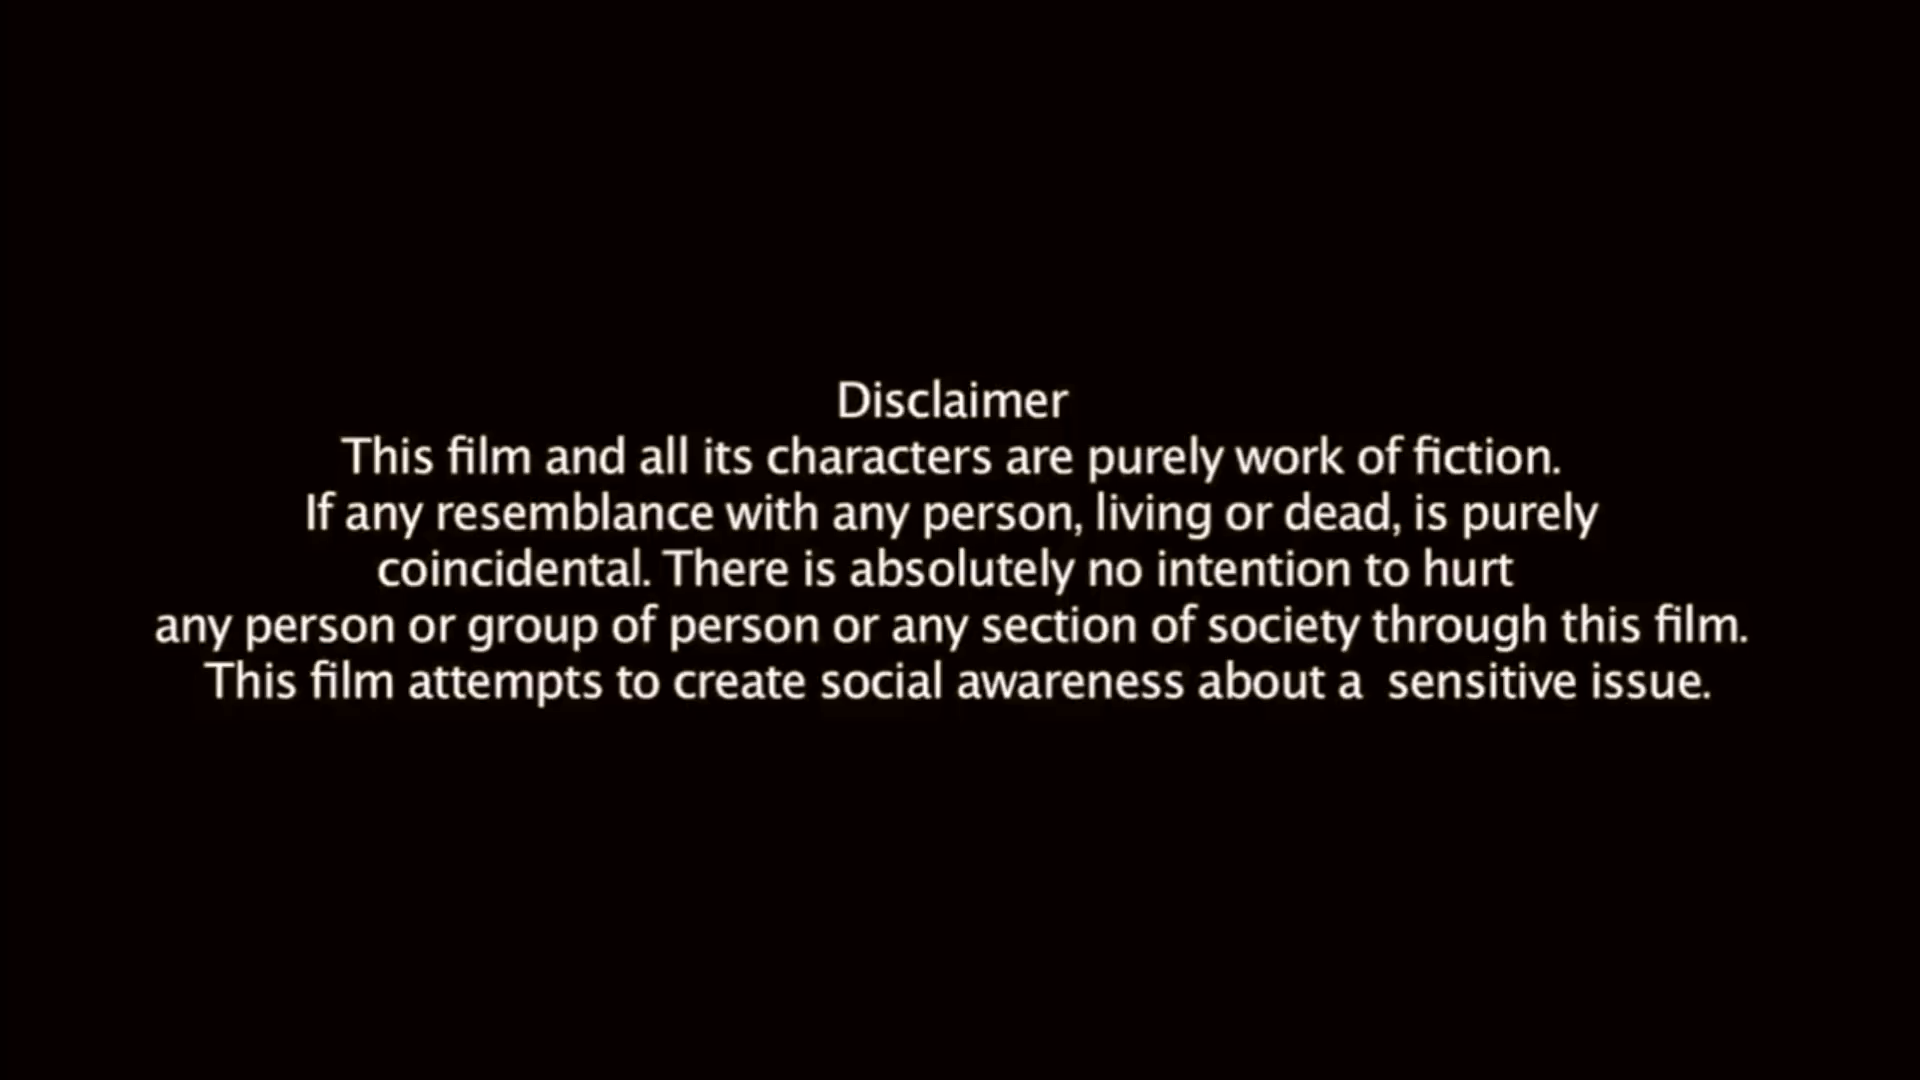 Disclaimer
This film and all its characters are purely work of fiction.
If any resemblance with any person, living or dead, is purely
coincidental. There is absolutely no intention to hurt
any person or group of person or any section of society through this film.
This film attempts to create social awareness about a  sensitive issue.